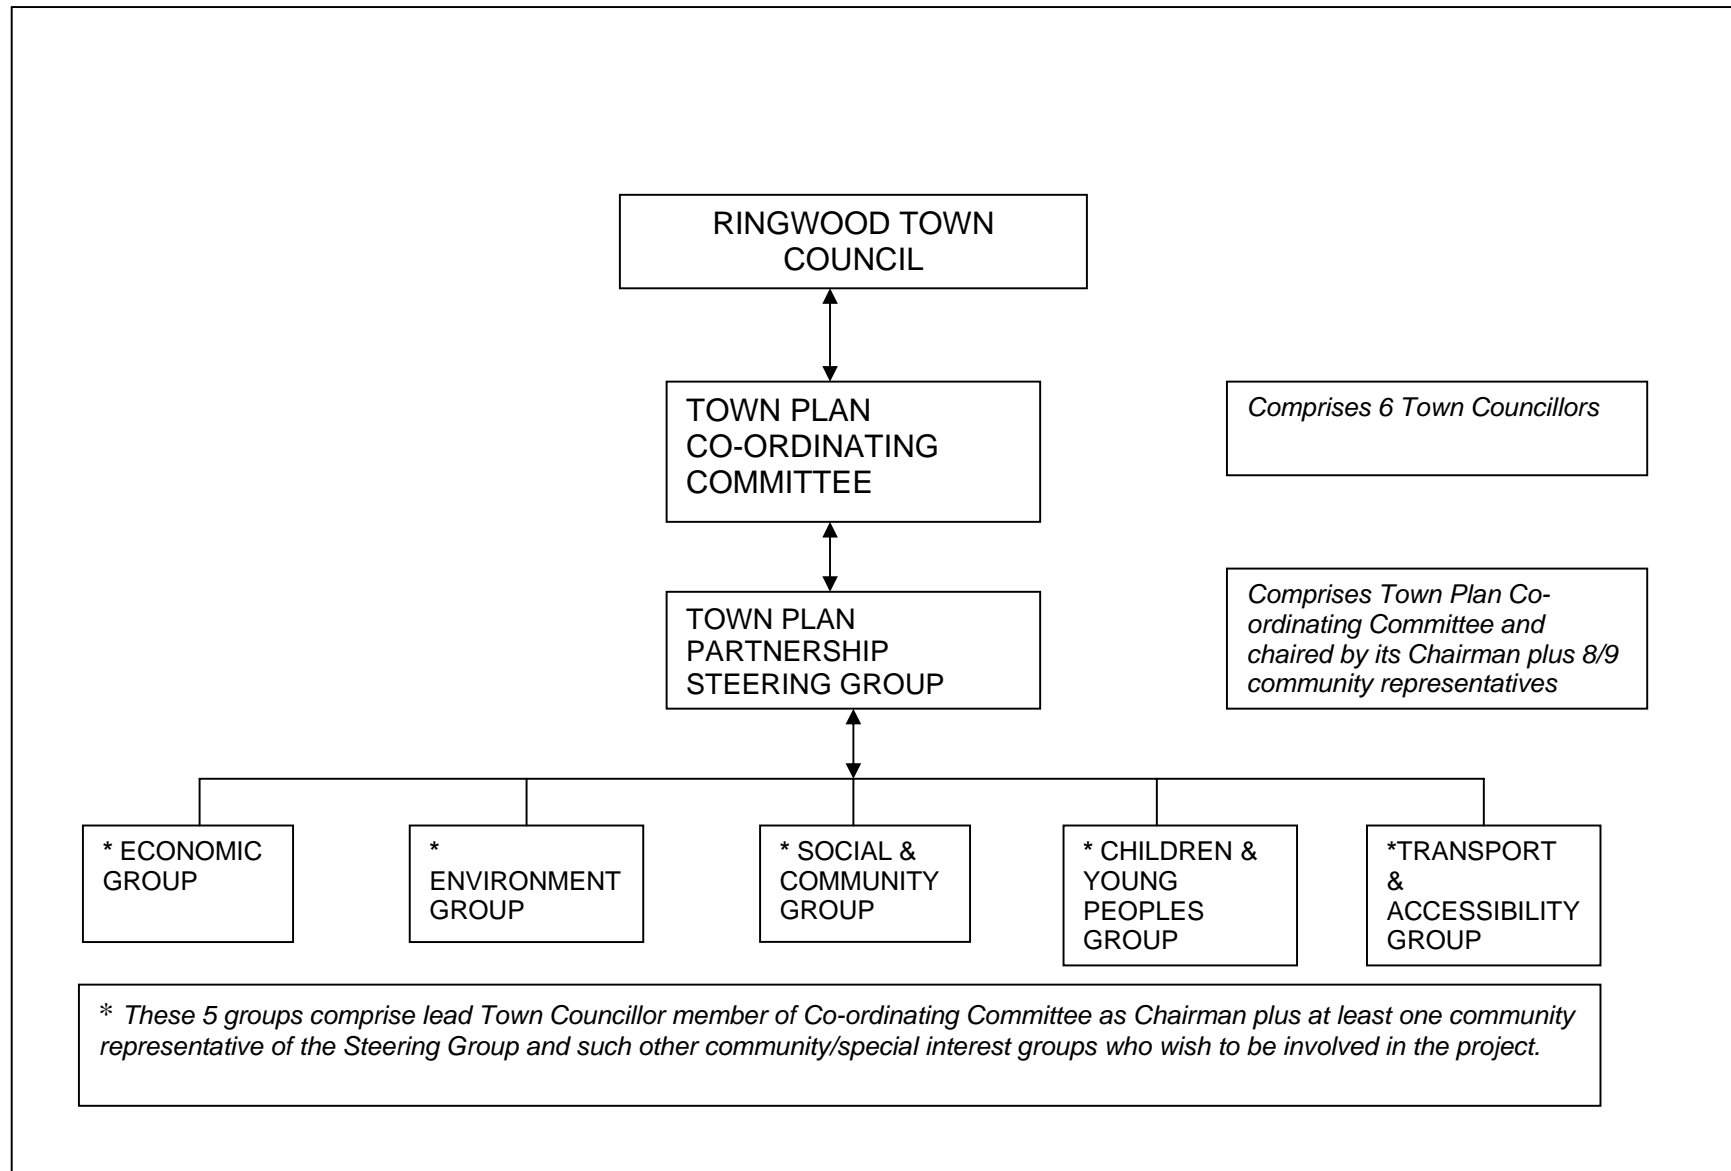 RINGWOOD TOWN
COUNCIL
TOWN PLAN
CO-ORDINATING
COMMITTEE
Comprises 6 Town Councillors
TOWN PLAN
PARTNERSHIP
STEERING GROUP
Comprises Town Plan Co-
ordinating Committee and
chaired by its Chairman plus 8/9
community representatives
* ECONOMIC
GROUP
*
ENVIRONMENT
GROUP
* SOCIAL &
COMMUNITY
GROUP
* CHILDREN &
YOUNG
PEOPLES
GROUP
*TRANSPORT
&
ACCESSIBILITY
GROUP
* These 5 groups comprise lead Town Councillor member of Co-ordinating Committee as Chairman plus at least one community
representative of the Steering Group and such other community/special interest groups who wish to be involved in the project.